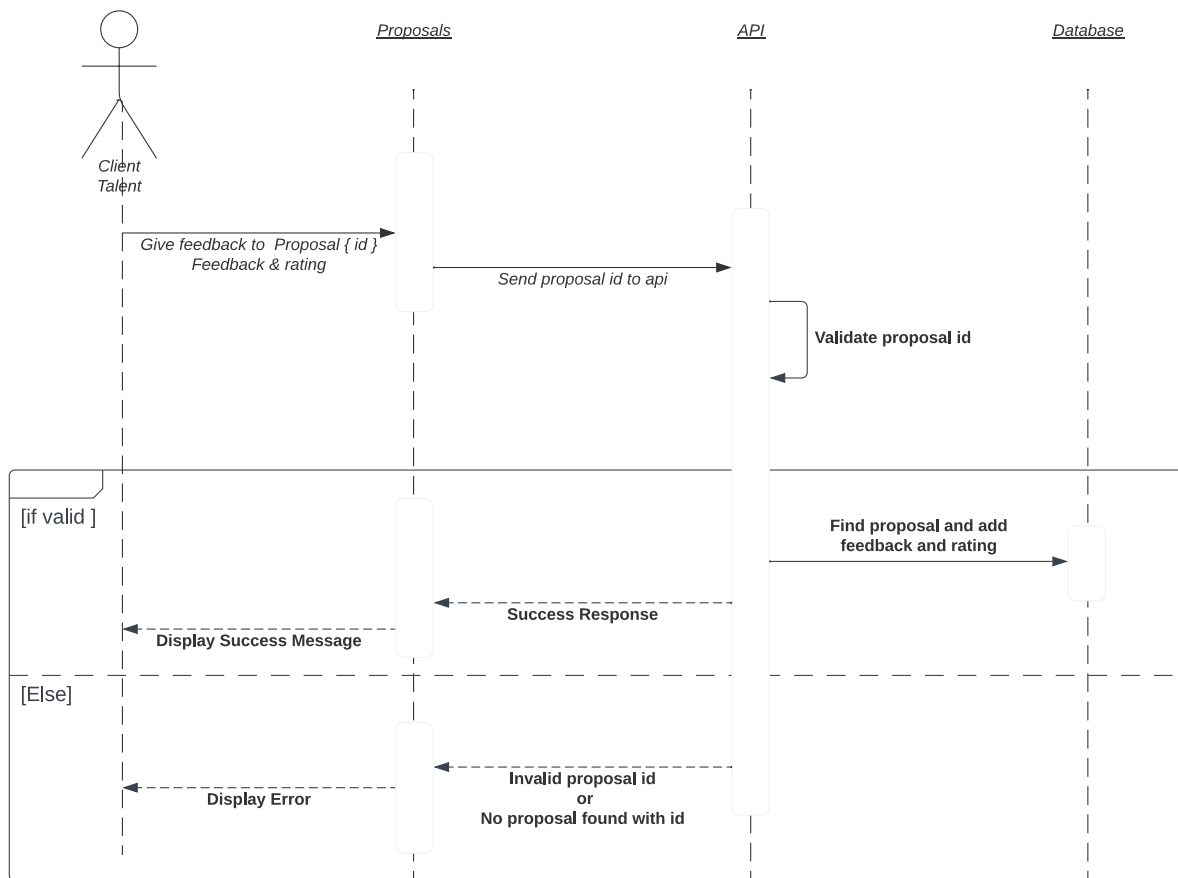 Proposals
API
Database
Client
Talent
Give feedback to Proposal { id }
Feedback & rating
Send proposal id to api
Validate proposal id
[if valid ]
Find proposal and add
feedback and rating
Success Response
Display Success Message
[Else]
Invalid proposal id
or
No proposal found with id
Display Error